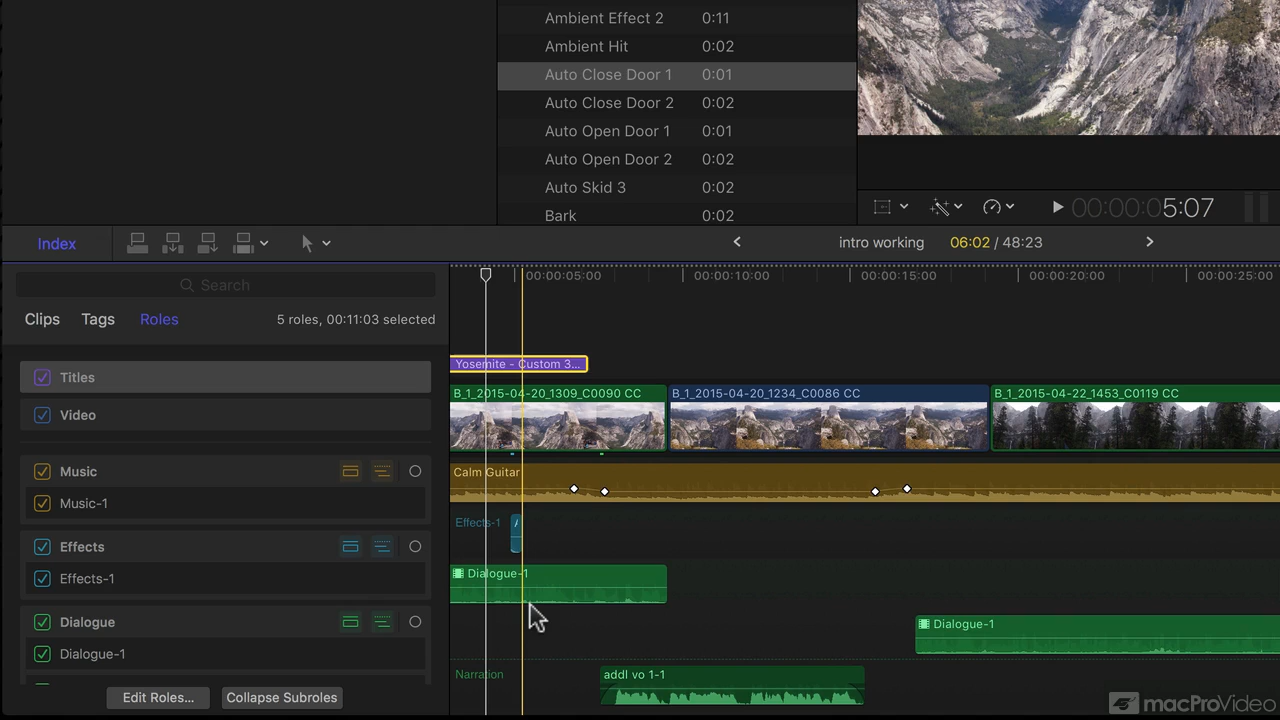 Ambient Effect 2 0:11
Ambient Hit 0:02
Auto Close Door 1 0:01
Auto Close Door 2 0:02
Auto Open Door 1 0:01
Auto Open Door 2 0:02
Auto Skid 3 0:02
Bark 0:02
00:00:05:07
Index
intro working 06:02 / 48:23
Search
00:00:05:00 00:00:10:00 00:00:15:00 00:00:20:00 00:00:25:00
Clips Tags Roles 5 roles, 00:11:03 selected
Yosemite - Custom 3...
Titles
B_1_2015-04-20_1309_C0090 CC B_1_2015-04-20_1234_C0086 CC B_1_2015-04-22_1453_C0119 CC
Video
Music
Calm Guitar
Music-1
Effects-1
Effects
Dialogue-1
Effects-1
Dialogue
Dialogue-1
Dialogue-1
Narration
addl vo 1-1
Edit Roles... Collapse Subroles
macProVideo